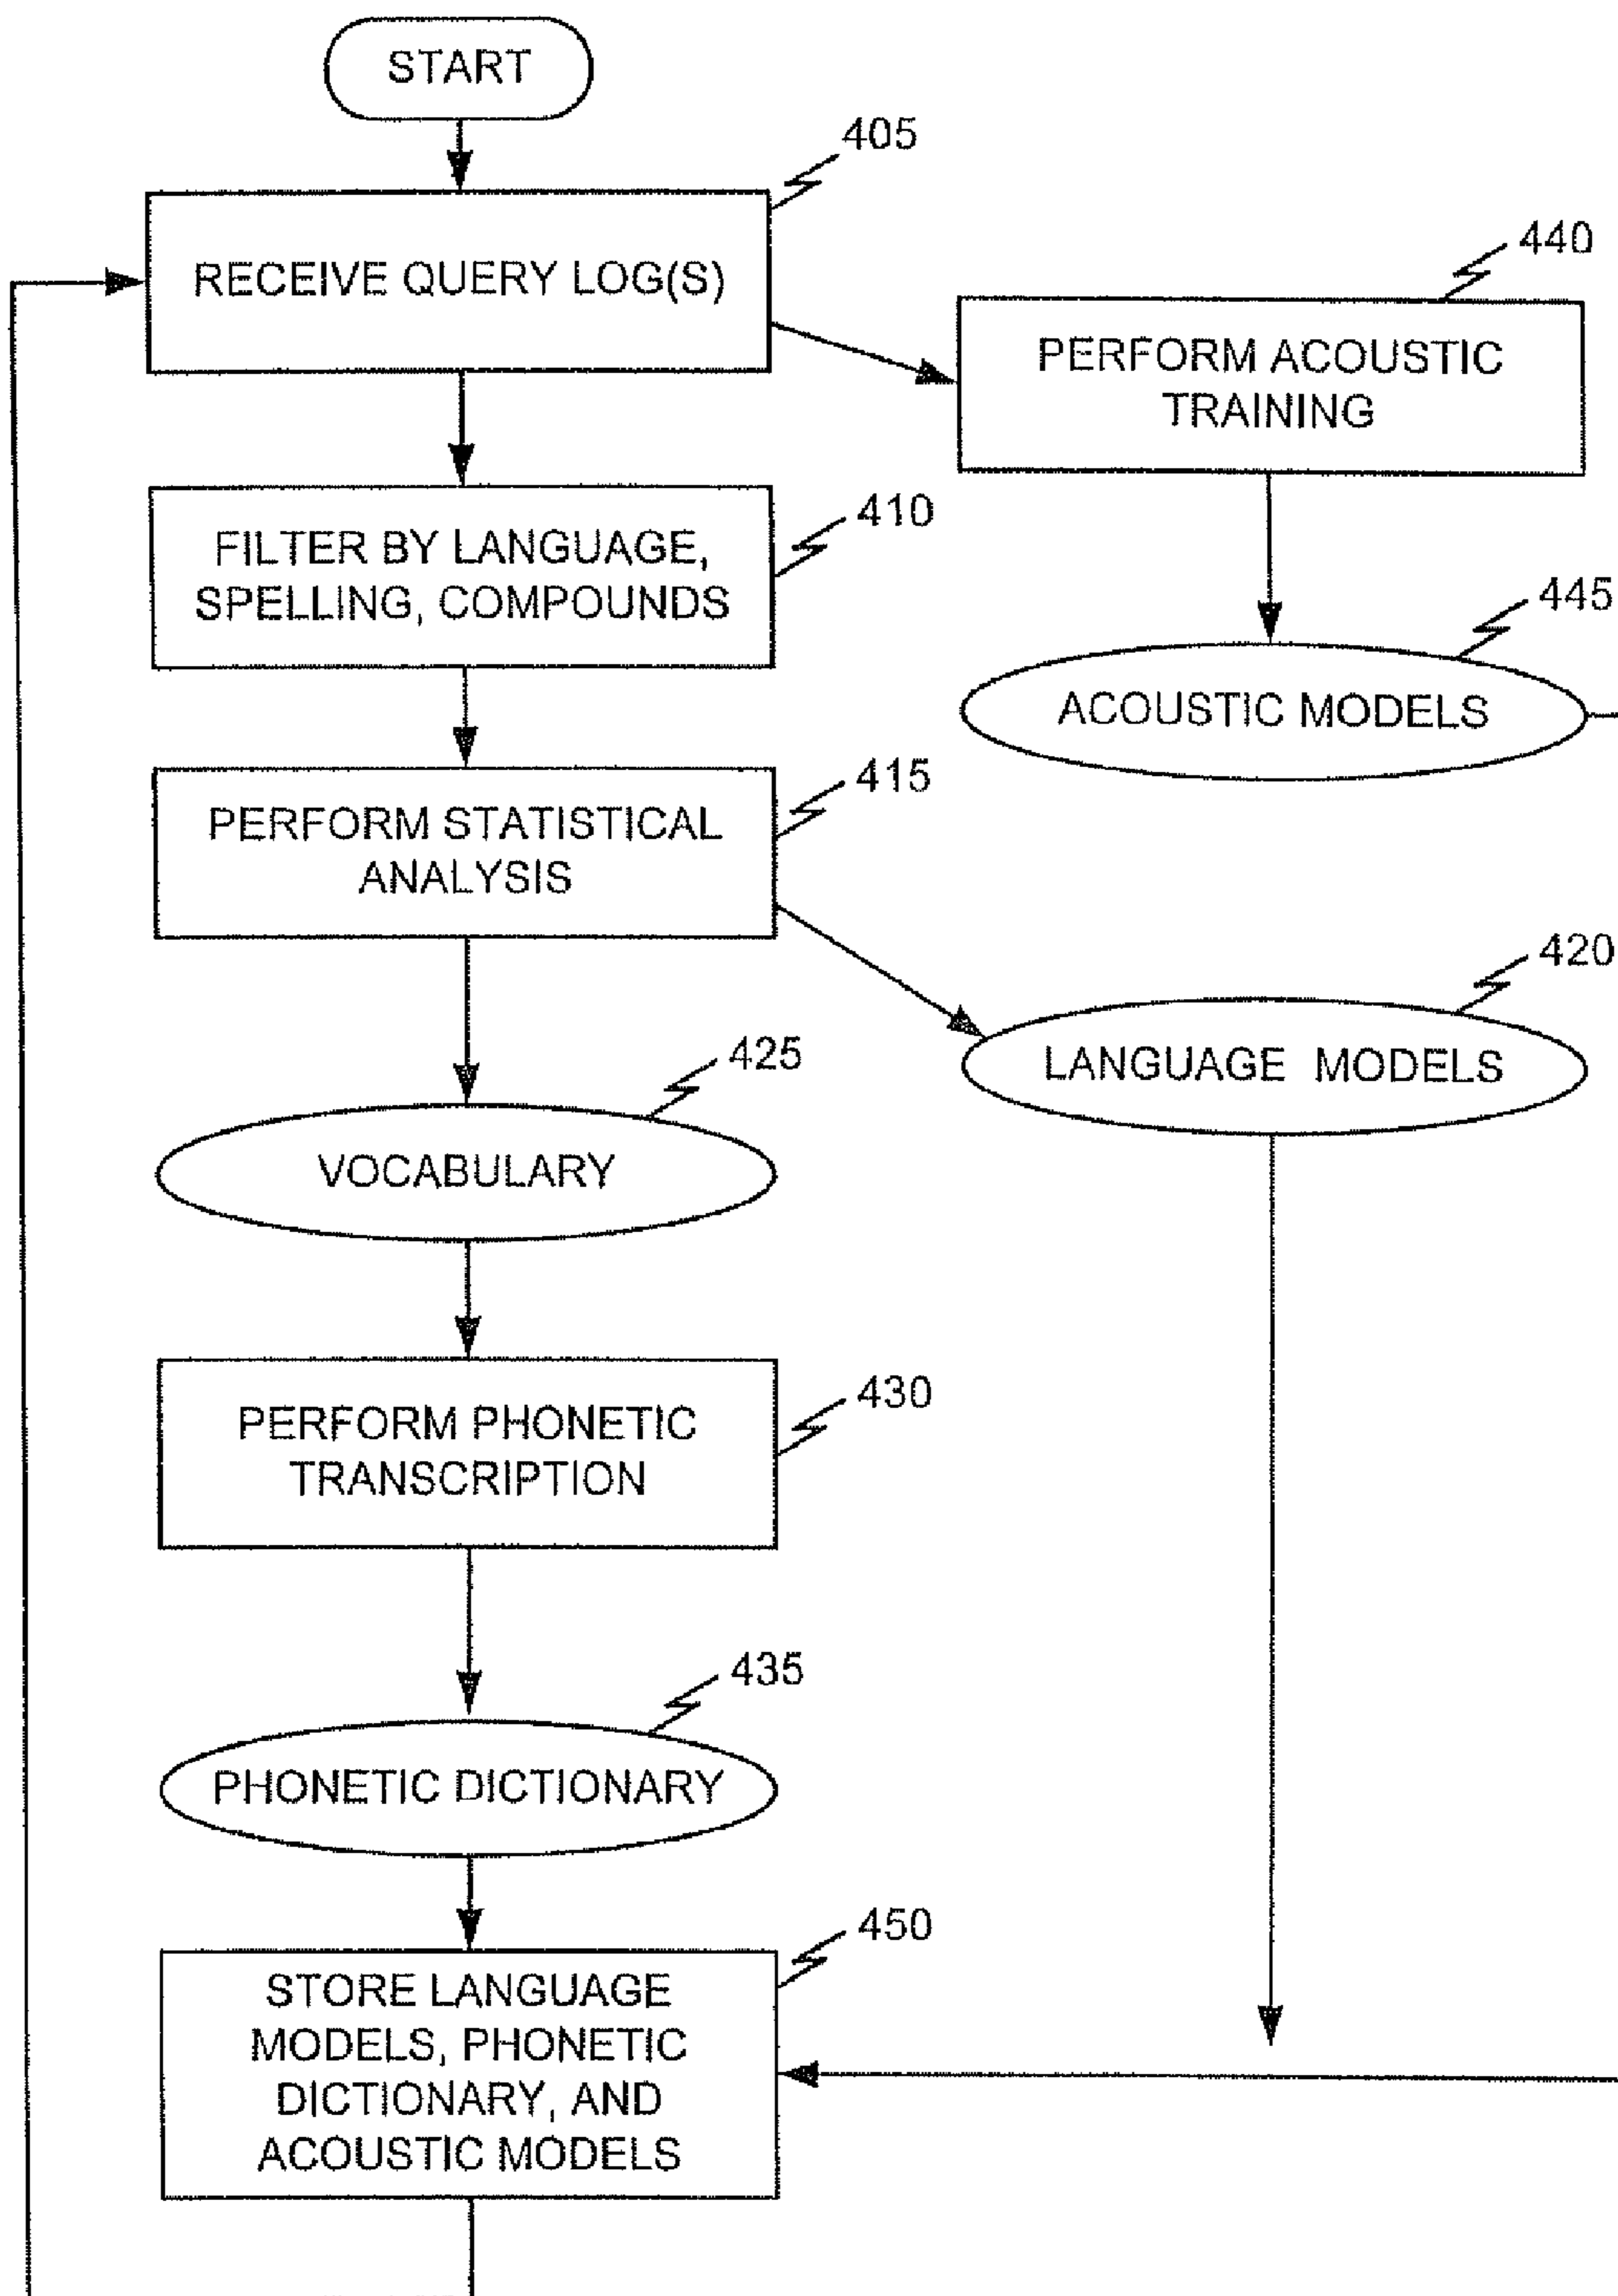 START
405
RECEIVE QUERY LOG(S)
440
PERFORM ACOUSTIC
TRAINING
410
FILTER BY LANGUAGE,
SPELLING, COMPOUNDS
445
ACOUSTIC MODELS
415
PERFORM STATISTICAL
ANALYSIS
420
LANGUAGE MODELS
425
VOCABULARY
430
PERFORM PHONETIC
TRANSCRIPTION
435
PHONETIC DICTIONARY
450
STORE LANGUAGE
MODELS, PHONETIC
DICTIONARY, AND
ACOUSTIC MODELS